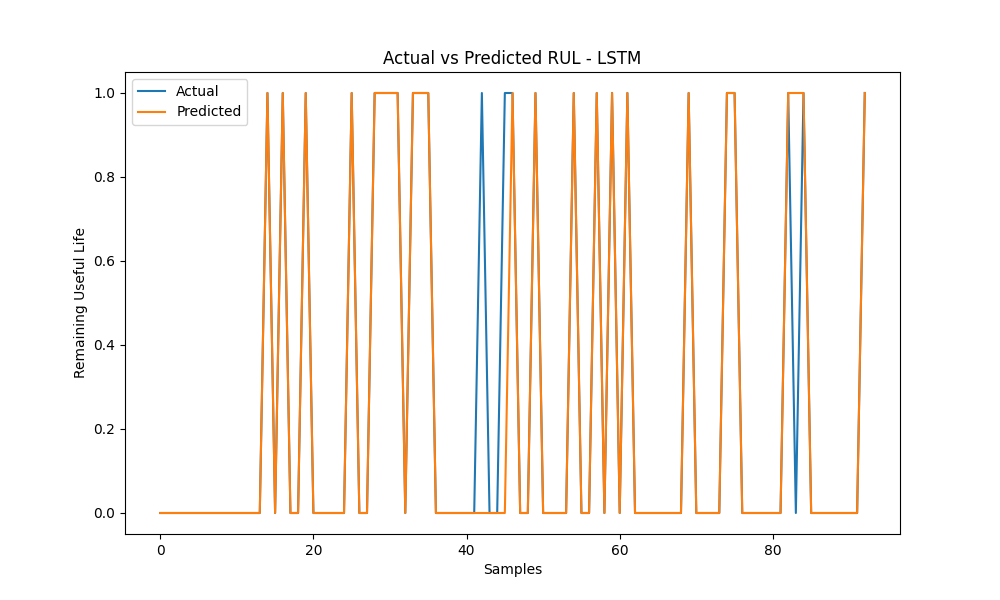 Actual vs Predicted RUL - LSTM
Actual
Predicted
Remaining Useful Life
1.0
0.8
0.6
0.4
0.2
0.0
0 20 40 60 80
Samples